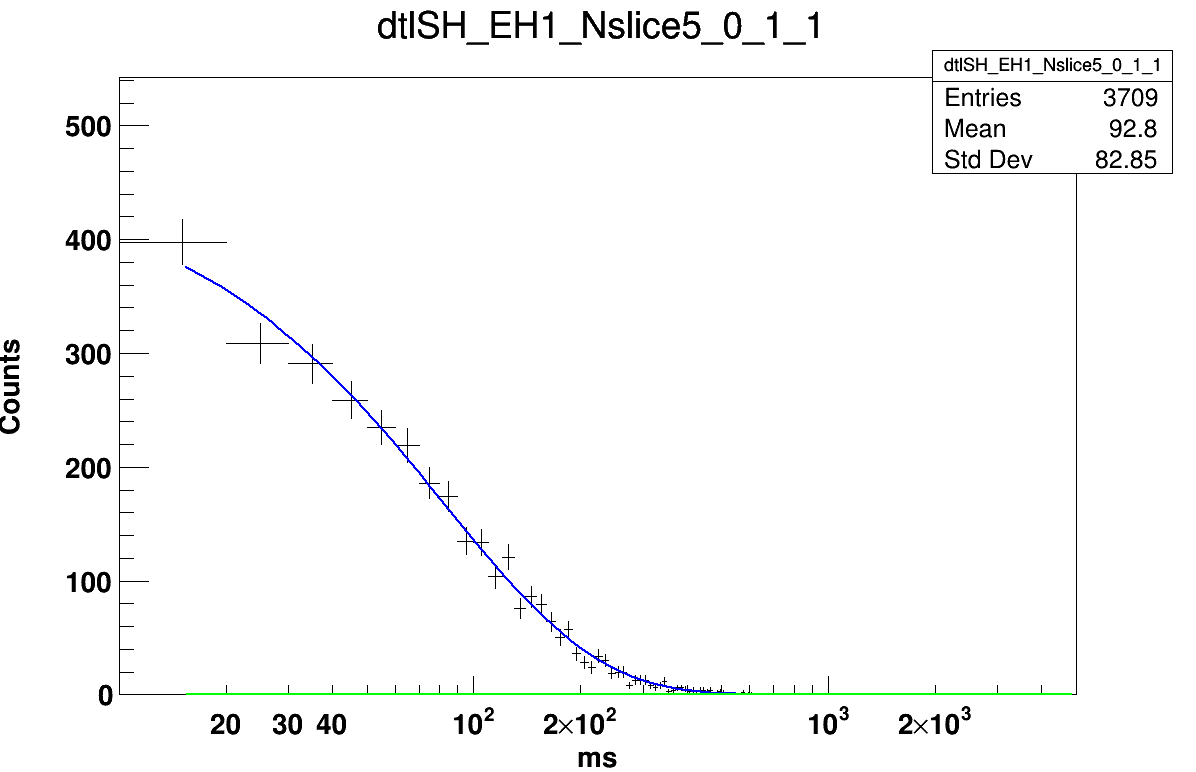 dtlSH_EH1_Nslice5_0_1_1
dtlSH_EH1_Nslice5_0_1_1
Entries 3709
Mean 92.8
Std Dev 82.85
Counts
500
400
300
200
100
0
20 30 40 10² 2×10² 10³ 2×10³
ms